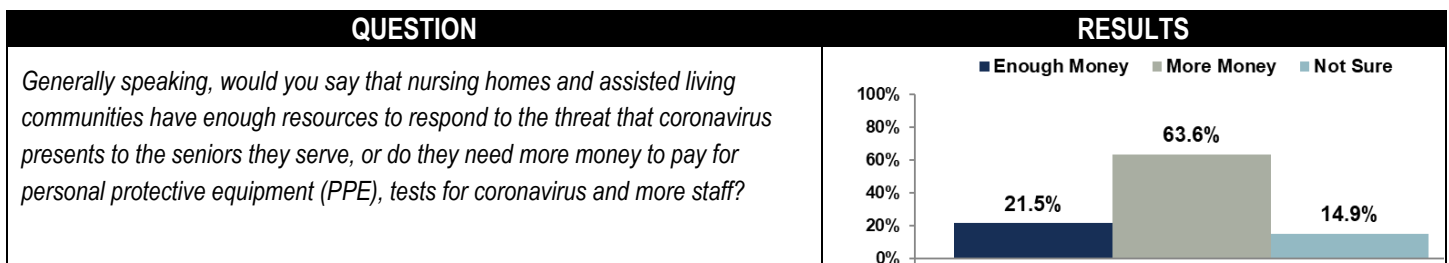 QUESTION
RESULTS
Generally speaking, would you say that nursing homes and assisted living
communities have enough resources to respond to the threat that coronavirus
presents to the seniors they serve, or do they need more money to pay for
personal protective equipment (PPE), tests for coronavirus and more staff?
Enough Money More Money Not Sure
100%
80%
60%
40%
20%
0%
21.5%
63.6%
14.9%